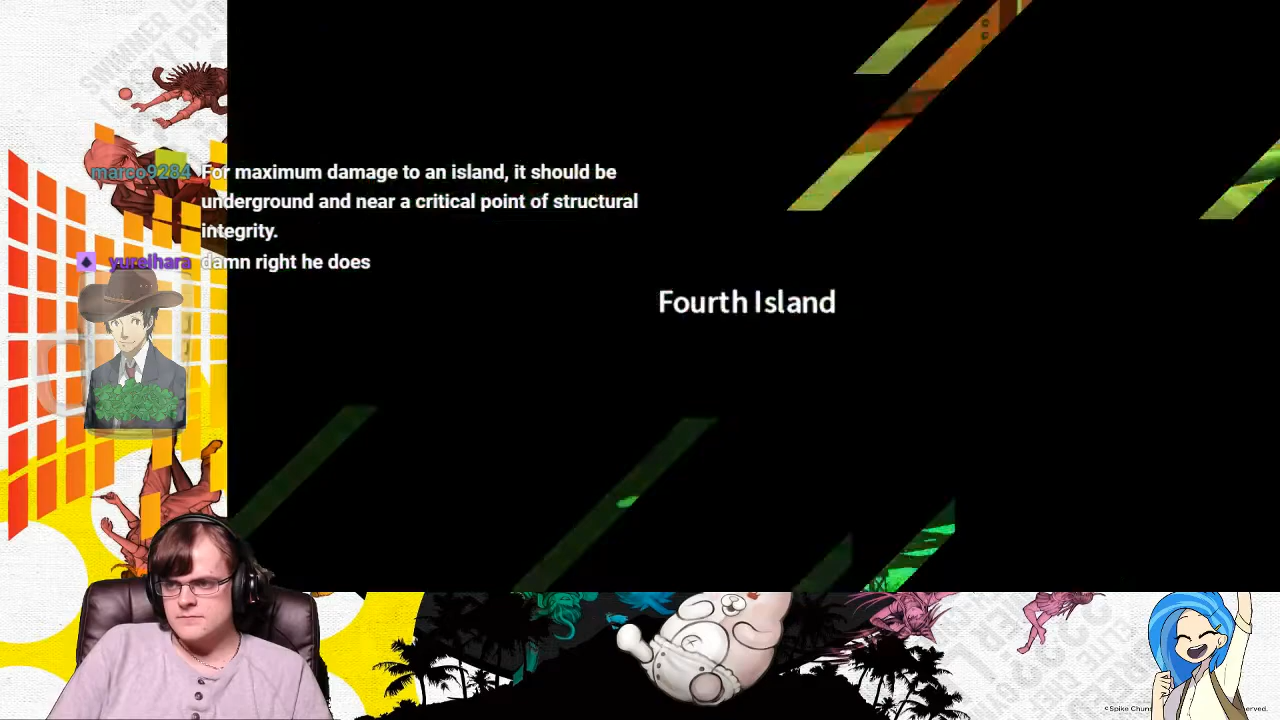 marco9284 For maximum damage to an island, it should be
underground and near a critical point of structural
integrity.
yureihara damn right he does
Fourth Island